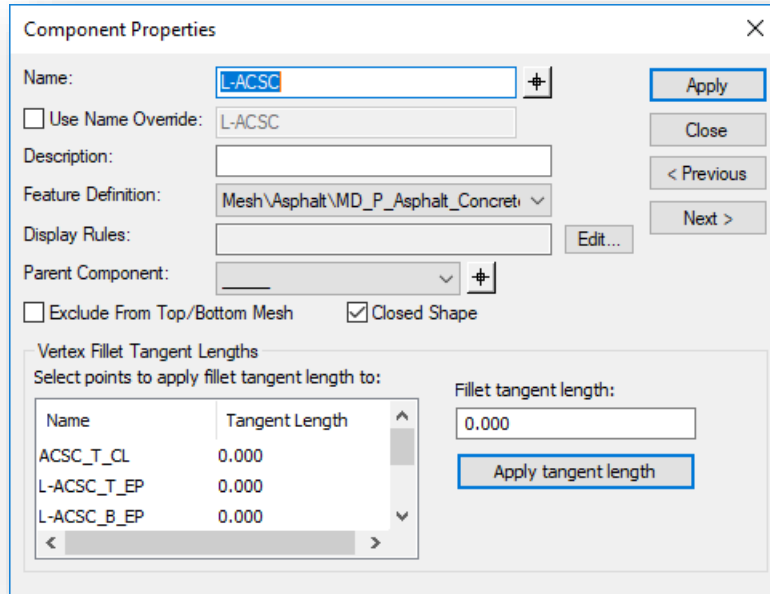 Component Properties
Name: L-ACSC
Apply
Use Name Override: L-ACSC
Close
Description:
< Previous
Feature Definition: Mesh\Asphalt\MD_P_Asphalt_Concret
Next >
Display Rules:
Edit...
Parent Component: _____
Exclude From Top/Bottom Mesh
Closed Shape
Vertex Fillet Tangent Lengths
Select points to apply fillet tangent length to:
Fillet tangent length:
Name Tangent Length
0.000
ACSC_T_CL 0.000
Apply tangent length
L-ACSC_T_EP 0.000
L-ACSC_B_EP 0.000